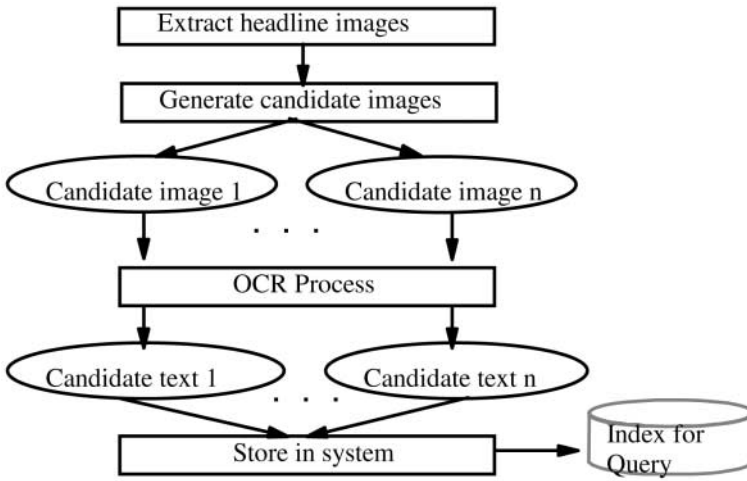 Extract headline images
Generate candidate images
Candidate image 1
Candidate image n
. . .
OCR Process
Candidate text 1
Candidate text n
. . .
Store in system
Index for
Query